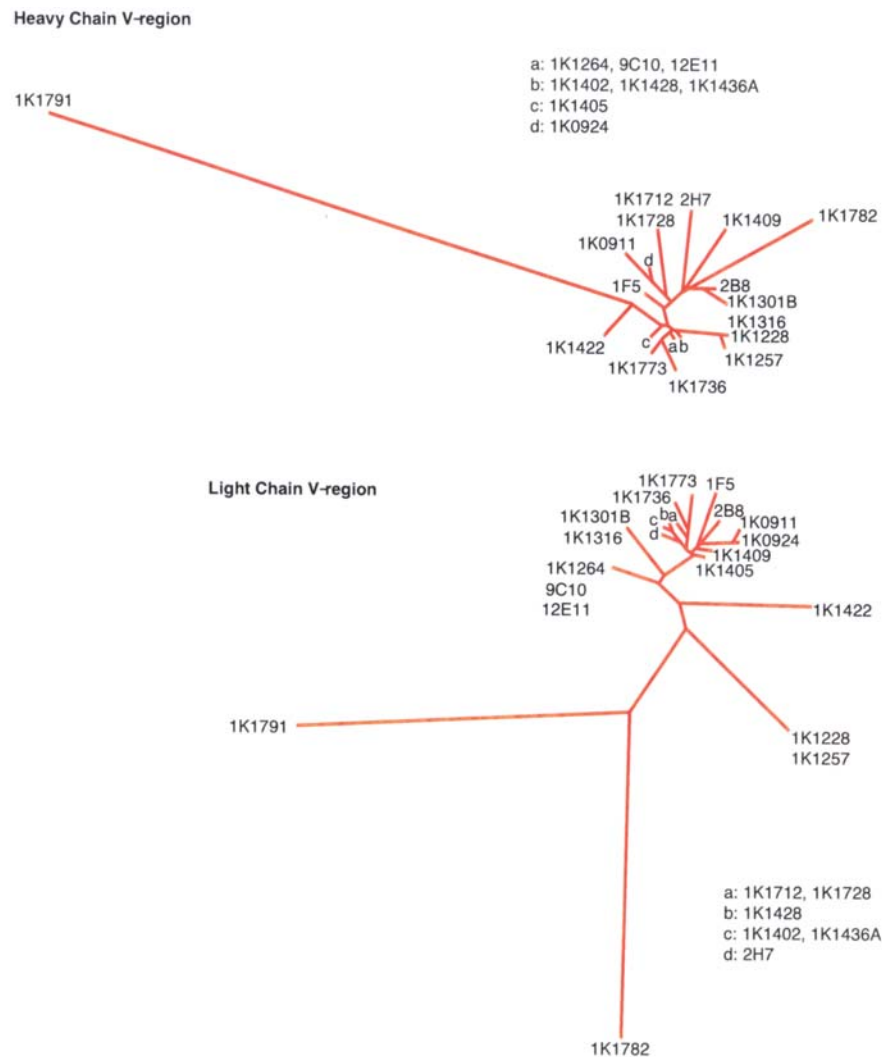 Heavy Chain V-region
a: 1K1264, 9C10, 12E11
b: 1K1402, 1K1428, 1K1436A
c: 1K1405
d: 1K0924
1K1791
1K1712 2H7
1K1728
1K1409
1K1782
1K0911
d
1F5
2B8
1K1301B
1K1316
1K1228
1K1422
c
a b
1K1773
1K1257
1K1736
Light Chain V-region
1K1773
1F5
1K1736
1K1301B
b a
2B8
c
1K0911
1K1316
d
1K0924
1K1409
1K1264
1K1405
9C10
12E11
1K1422
1K1791
1K1228
1K1257
a: 1K1712, 1K1728
b: 1K1428
c: 1K1402, 1K1436A
d: 2H7
1K1782